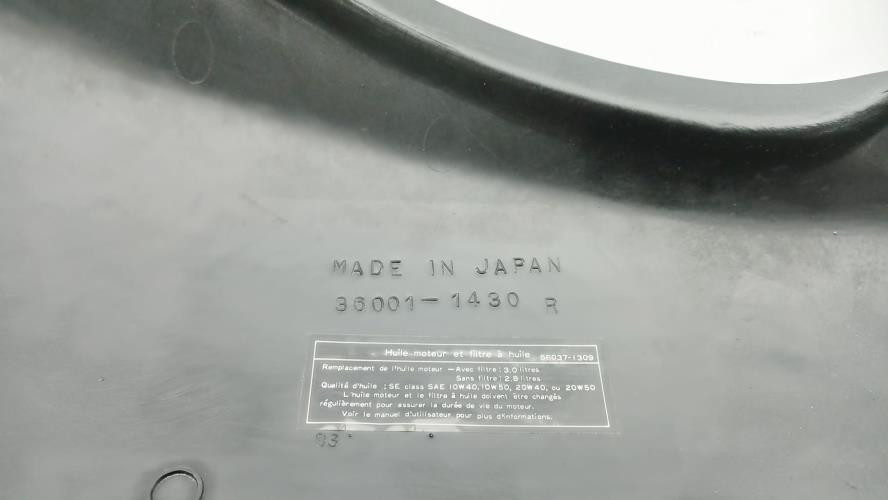 MADE IN JAPAN
36001-1430 R
Huile moteur et filtre à huile 56037-1309
Remplacement de l'huile moteur – Avec filtre : 3.0 litres
Sans filtre : 2.8 litres
Qualité d'huile : SE class SAE 10W40, 10W50, 20W40, ou 20W50
L'huile moteur et le filtre à huile doivent être changés
régulièrement pour assurer la durée de vie du moteur.
Voir le manuel d'utilisateur pour plus d'informations.